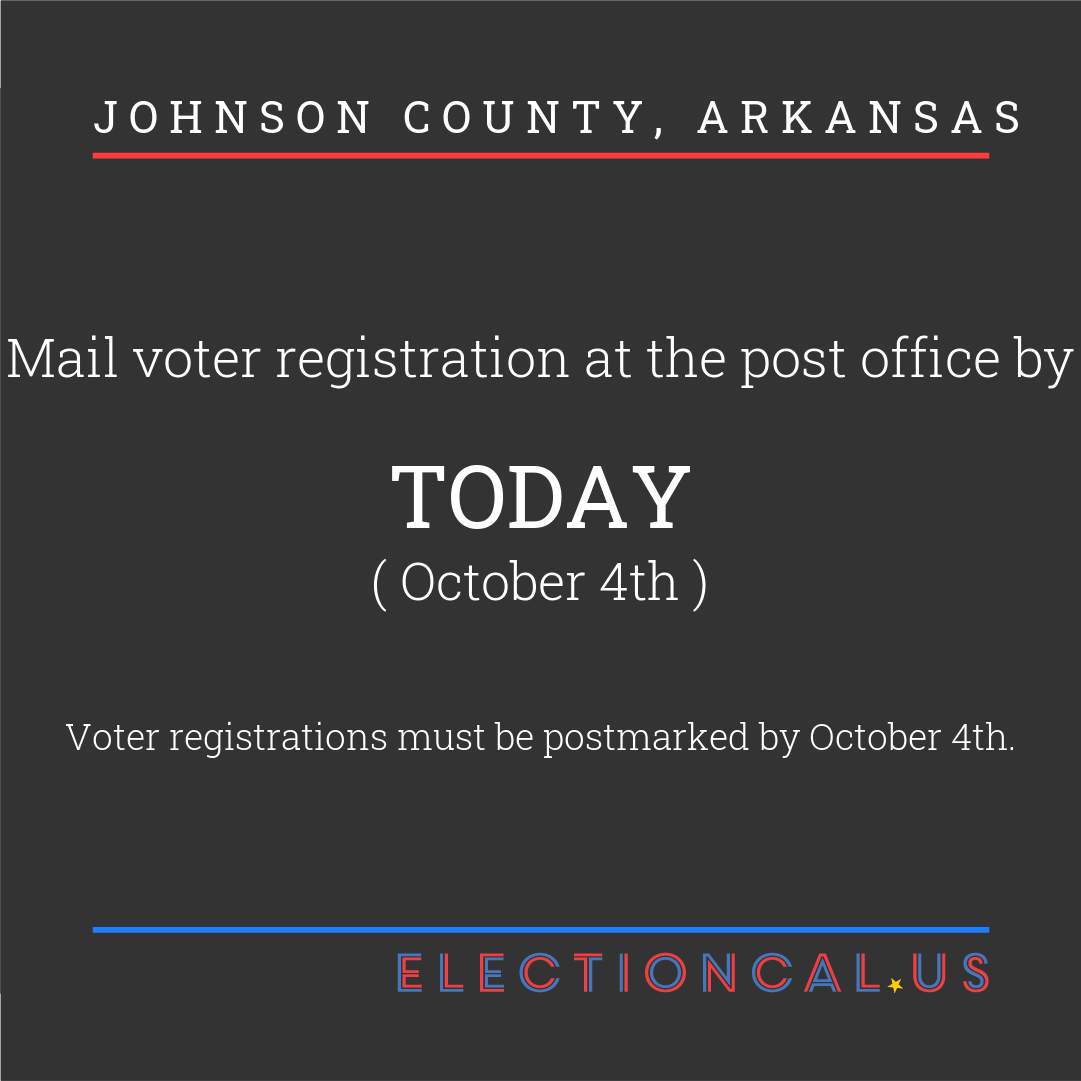 JOHNSON COUNTY, ARKANSAS
Mail voter registration at the post office by
TODAY
( October 4th )
Voter registrations must be postmarked by October 4th.
ELECTIONCAL.US